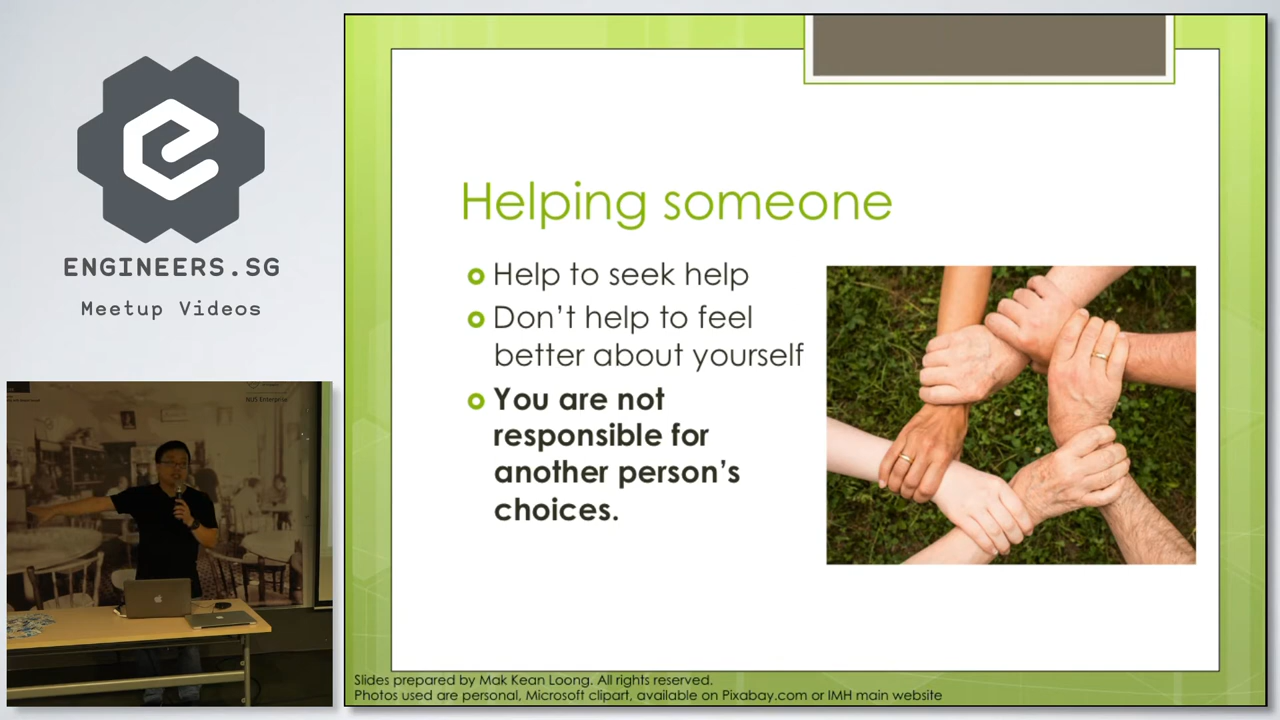 ENGINEERS.SG
Meetup Videos
NUS Enterprise
Helping someone
Help to seek help
Don't help to feel
better about yourself
You are not
responsible for
another person's
choices.
Slides prepared by Mak Kean Loong. All rights reserved.
Photos used are personal, Microsoft clipart, available on Pixabay.com or IMH main website